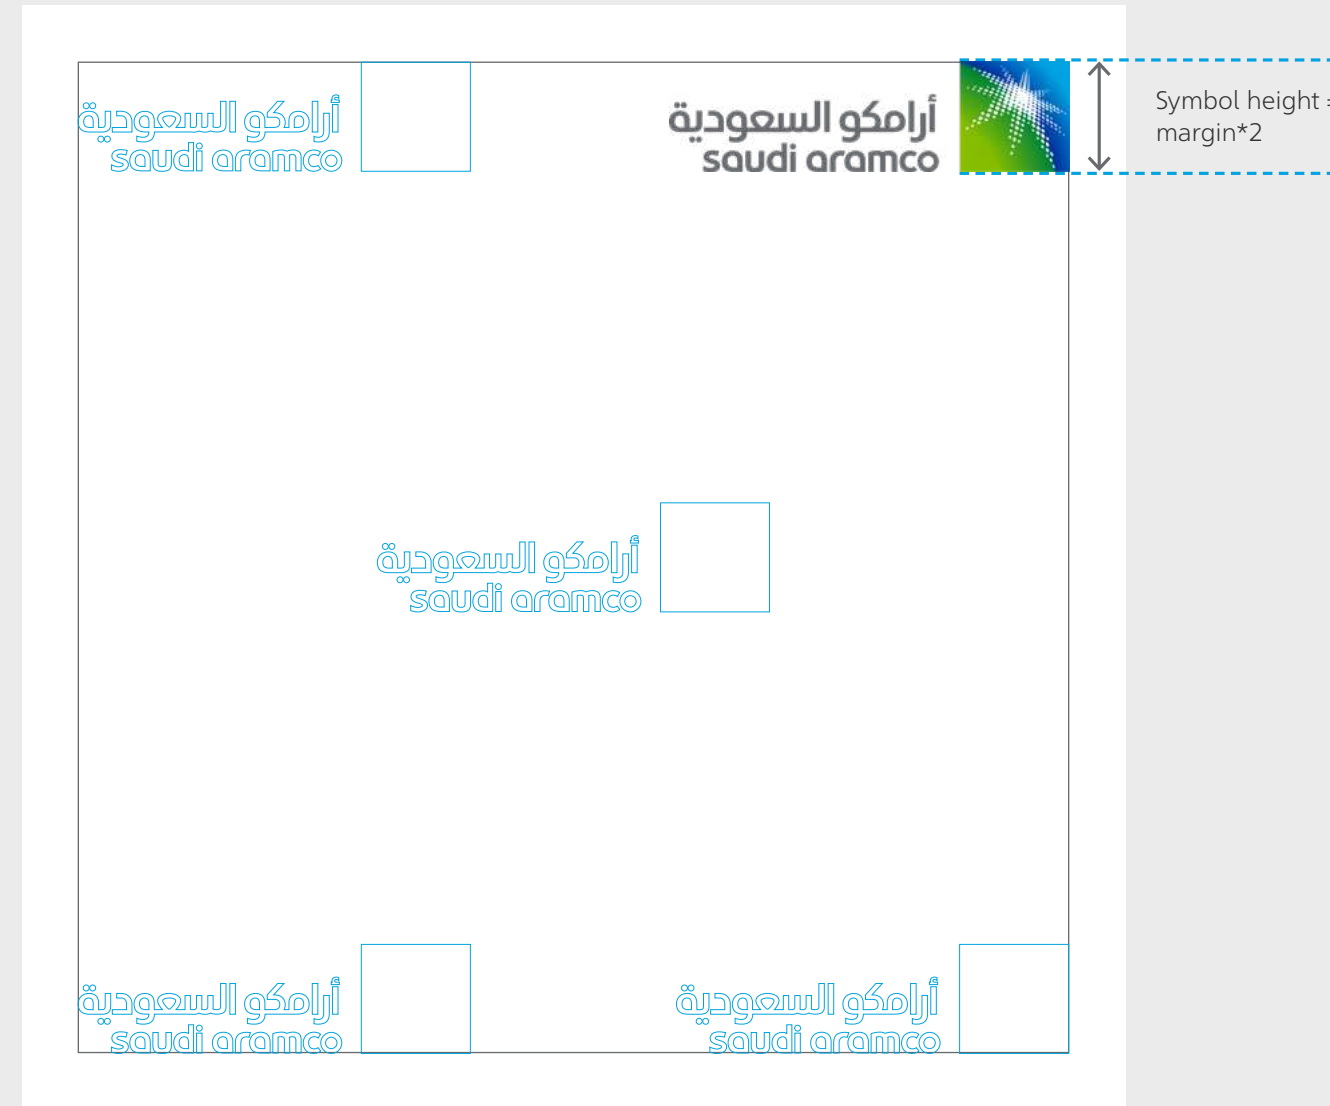 أرامكو السعودية
saudi aramco
أرامكو السعودية
saudi aramco
Symbol height =
margin*2
أرامكو السعودية
saudi aramco
أرامكو السعودية
saudi aramco
أرامكو السعودية
saudi aramco